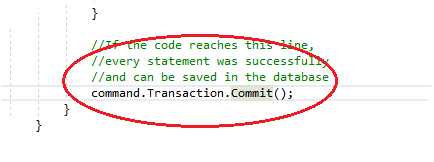 }
//If the code reaches this line,
//every statement was successfully
//and can be saved in the database
command.Transaction.Commit();
}
}